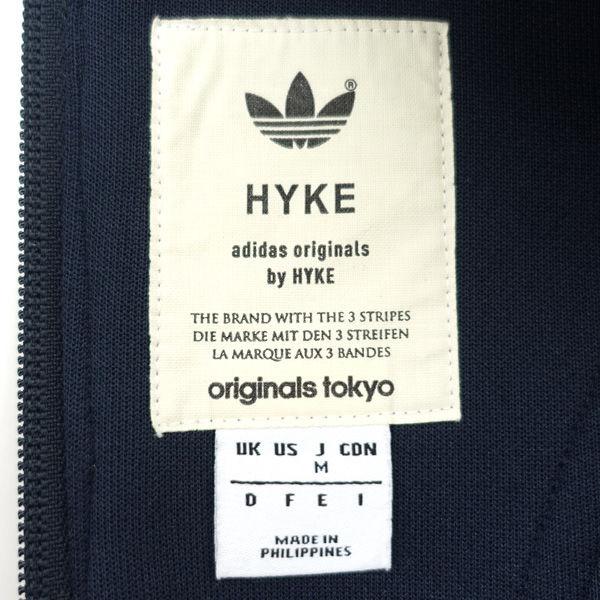 ®
HYKE
adidas originals
by HYKE
THE BRAND WITH THE 3 STRIPES
DIE MARKE MIT DEN 3 STREIFEN
LA MARQUE AUX 3 BANDES
originals tokyo
UK US J CDN
M
D F E I
MADE IN
PHILIPPINES